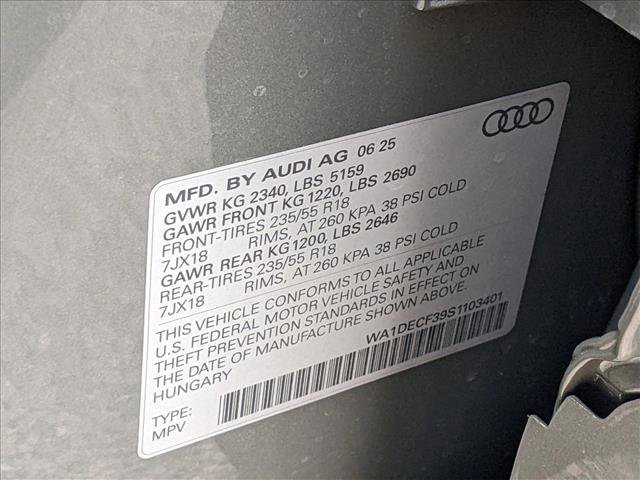 MFD. BY AUDI AG 06 25
GVWR KG 2340, LBS 5159
GAWR FRONT KG 1220, LBS 2690
FRONT-TIRES 235/55 R18
7JX18 RIMS, AT 260 KPA 38 PSI COLD
GAWR REAR KG1200, LBS 2646
REAR-TIRES 235/55 R18
7JX18 RIMS, AT 260 KPA 38 PSI COLD
THIS VEHICLE CONFORMS TO ALL APPLICABLE
U.S. FEDERAL MOTOR VEHICLE SAFETY AND
THEFT PREVENTION STANDARDS IN EFFECT ON
THE DATE OF MANUFACTURE SHOWN ABOVE.
HUNGARY
WA1DECF39S1103401
TYPE:
MPV